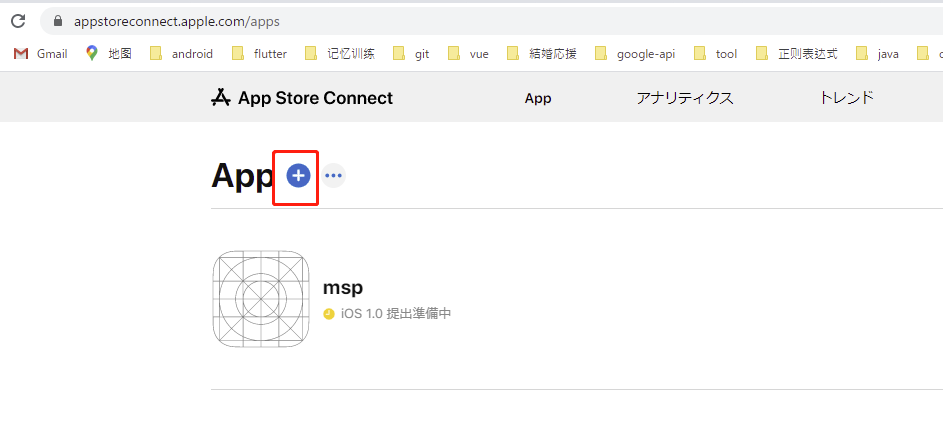 appstoreconnect.apple.com/apps
Gmail 地图 android flutter 记忆训练 git vue 結婚応援 google-api tool 正则表达式 java
App Store Connect App アナリティクス トレンド
App
msp
iOS 1.0 提出準備中